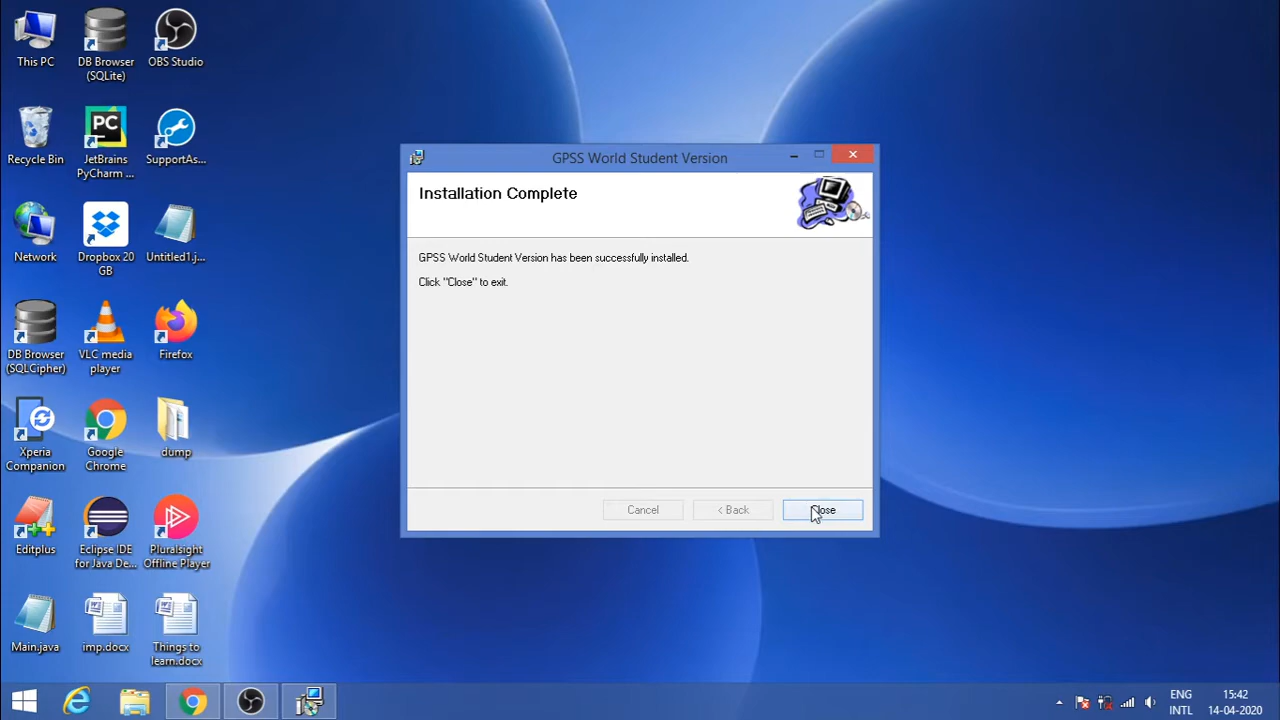 This PC
DB Browser
(SQLite)
OBS Studio
Recycle Bin
JetBrains
PyCharm ...
SupportAs...
Network
Dropbox 20
GB
Untitled1.j...
DB Browser
(SQLCipher)
VLC media
player
Firefox
Xperia
Companion
Google
Chrome
dump
Editplus
Eclipse IDE
for Java De...
Pluralsight
Offline Player
Main.java
imp.docx
Things to
learn.docx
PC
GPSS World Student Version
Installation Complete
GPSS World Student Version has been successfully installed.
Click "Close" to exit.
Cancel
< Back
Close
ENG
INTL
15:42
14-04-2020